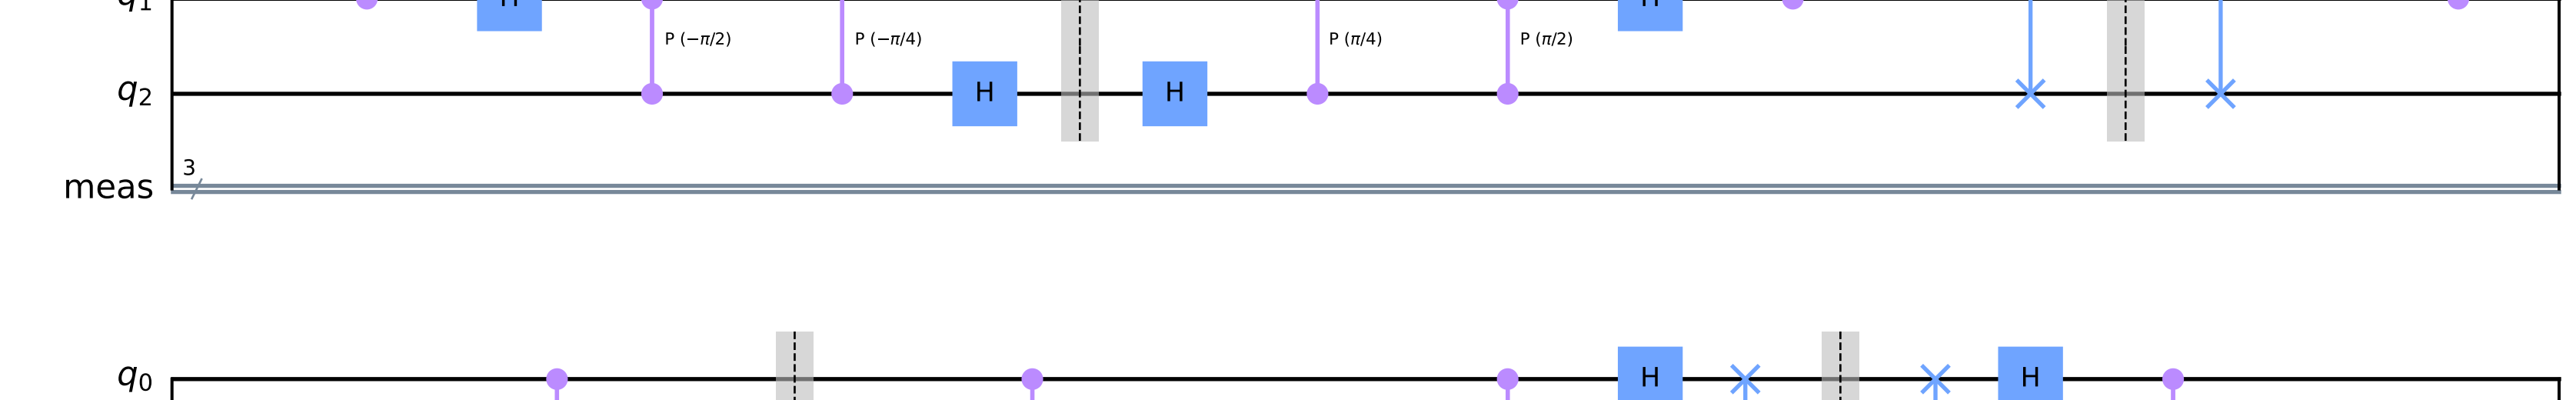 q1 H H
P (−π/2) P (−π/4) P (π/4) P (π/2)
q2 H H
3
meas
q0 H H